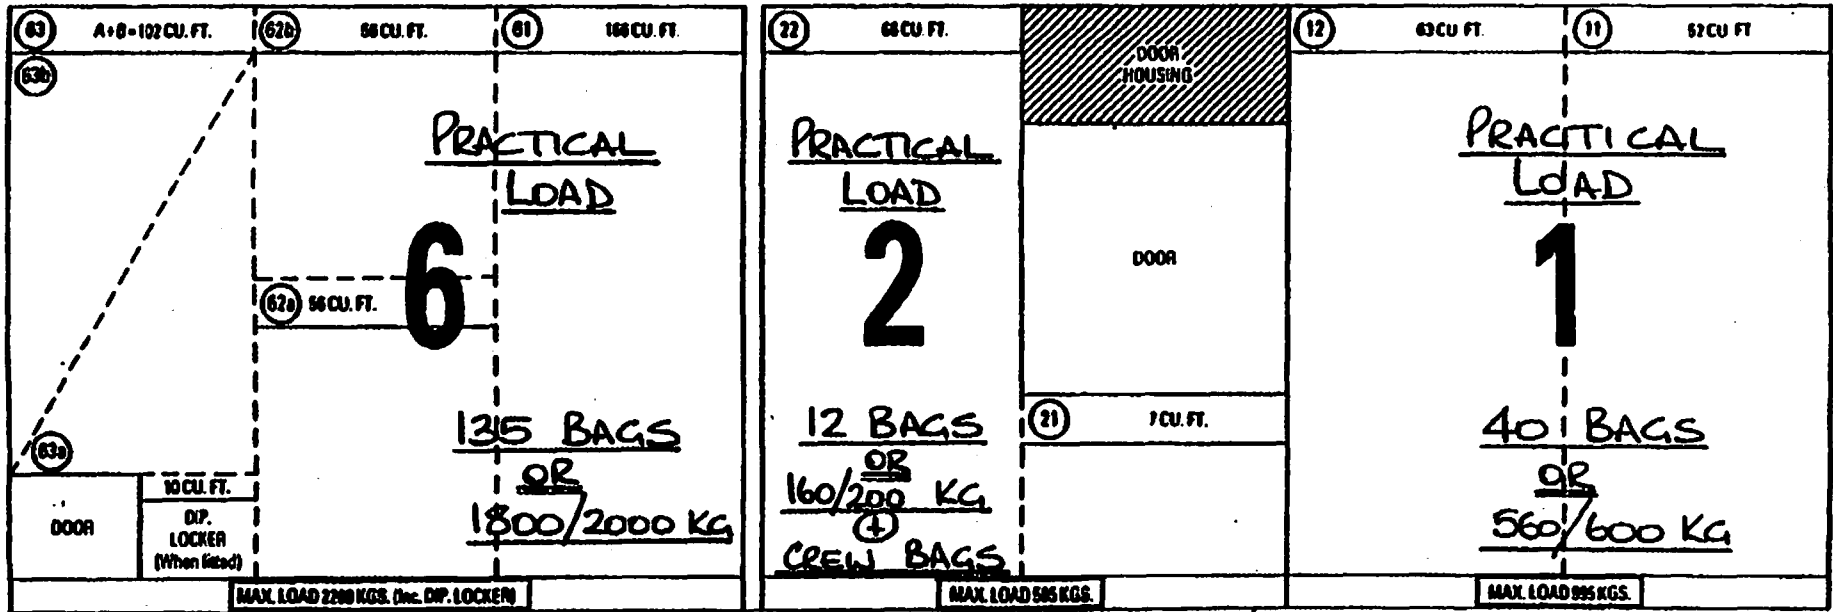 63 A+B=102 CU. FT.
62b 56 CU. FT.
61 166 CU. FT.
63b
PRACTICAL
LOAD
6
62a 56 CU. FT.
63a
135 BAGS
OR
1800/2000 KG
10 CU. FT.
DOOR
DIP.
LOCKER
(When fitted)
MAX. LOAD 2200 KGS. (Inc. DIP. LOCKER)
22 66 CU. FT.
DOOR
HOUSING
PRACTICAL
LOAD
2
DOOR
21 7 CU. FT.
12 BAGS
OR
160/200 KG
+
CREW BAGS
MAX. LOAD 585 KGS.
12 63 CU FT.
11 52 CU FT
PRACTICAL
LOAD
1
40 BAGS
OR
560/600 KG
MAX. LOAD 995 KGS.